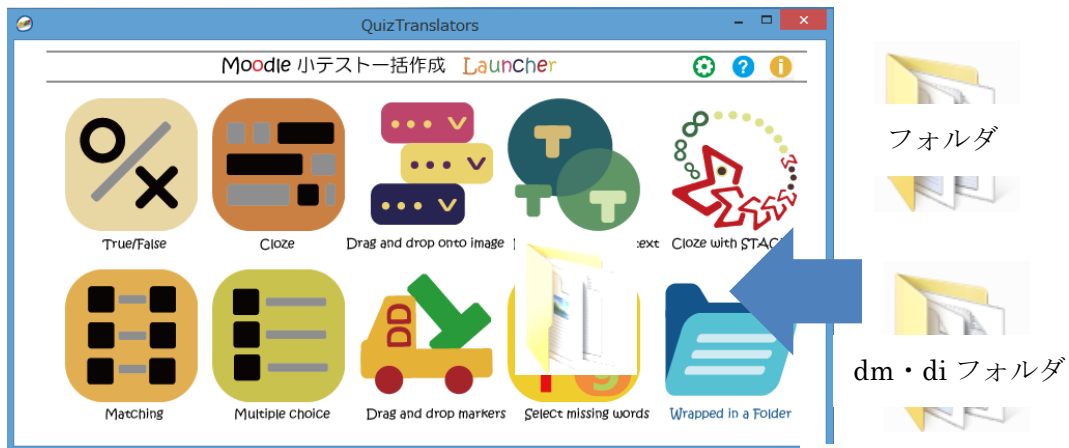 QuizTranslators
Moodle 小テスト一括作成 Launcher
フォルダ
True/False
Cloze
Drag and drop onto image
text
Cloze with STAC
dm・di フォルダ
Matching
Multiple choice
Drag and drop markers
Select missing words
Wrapped in a Folder